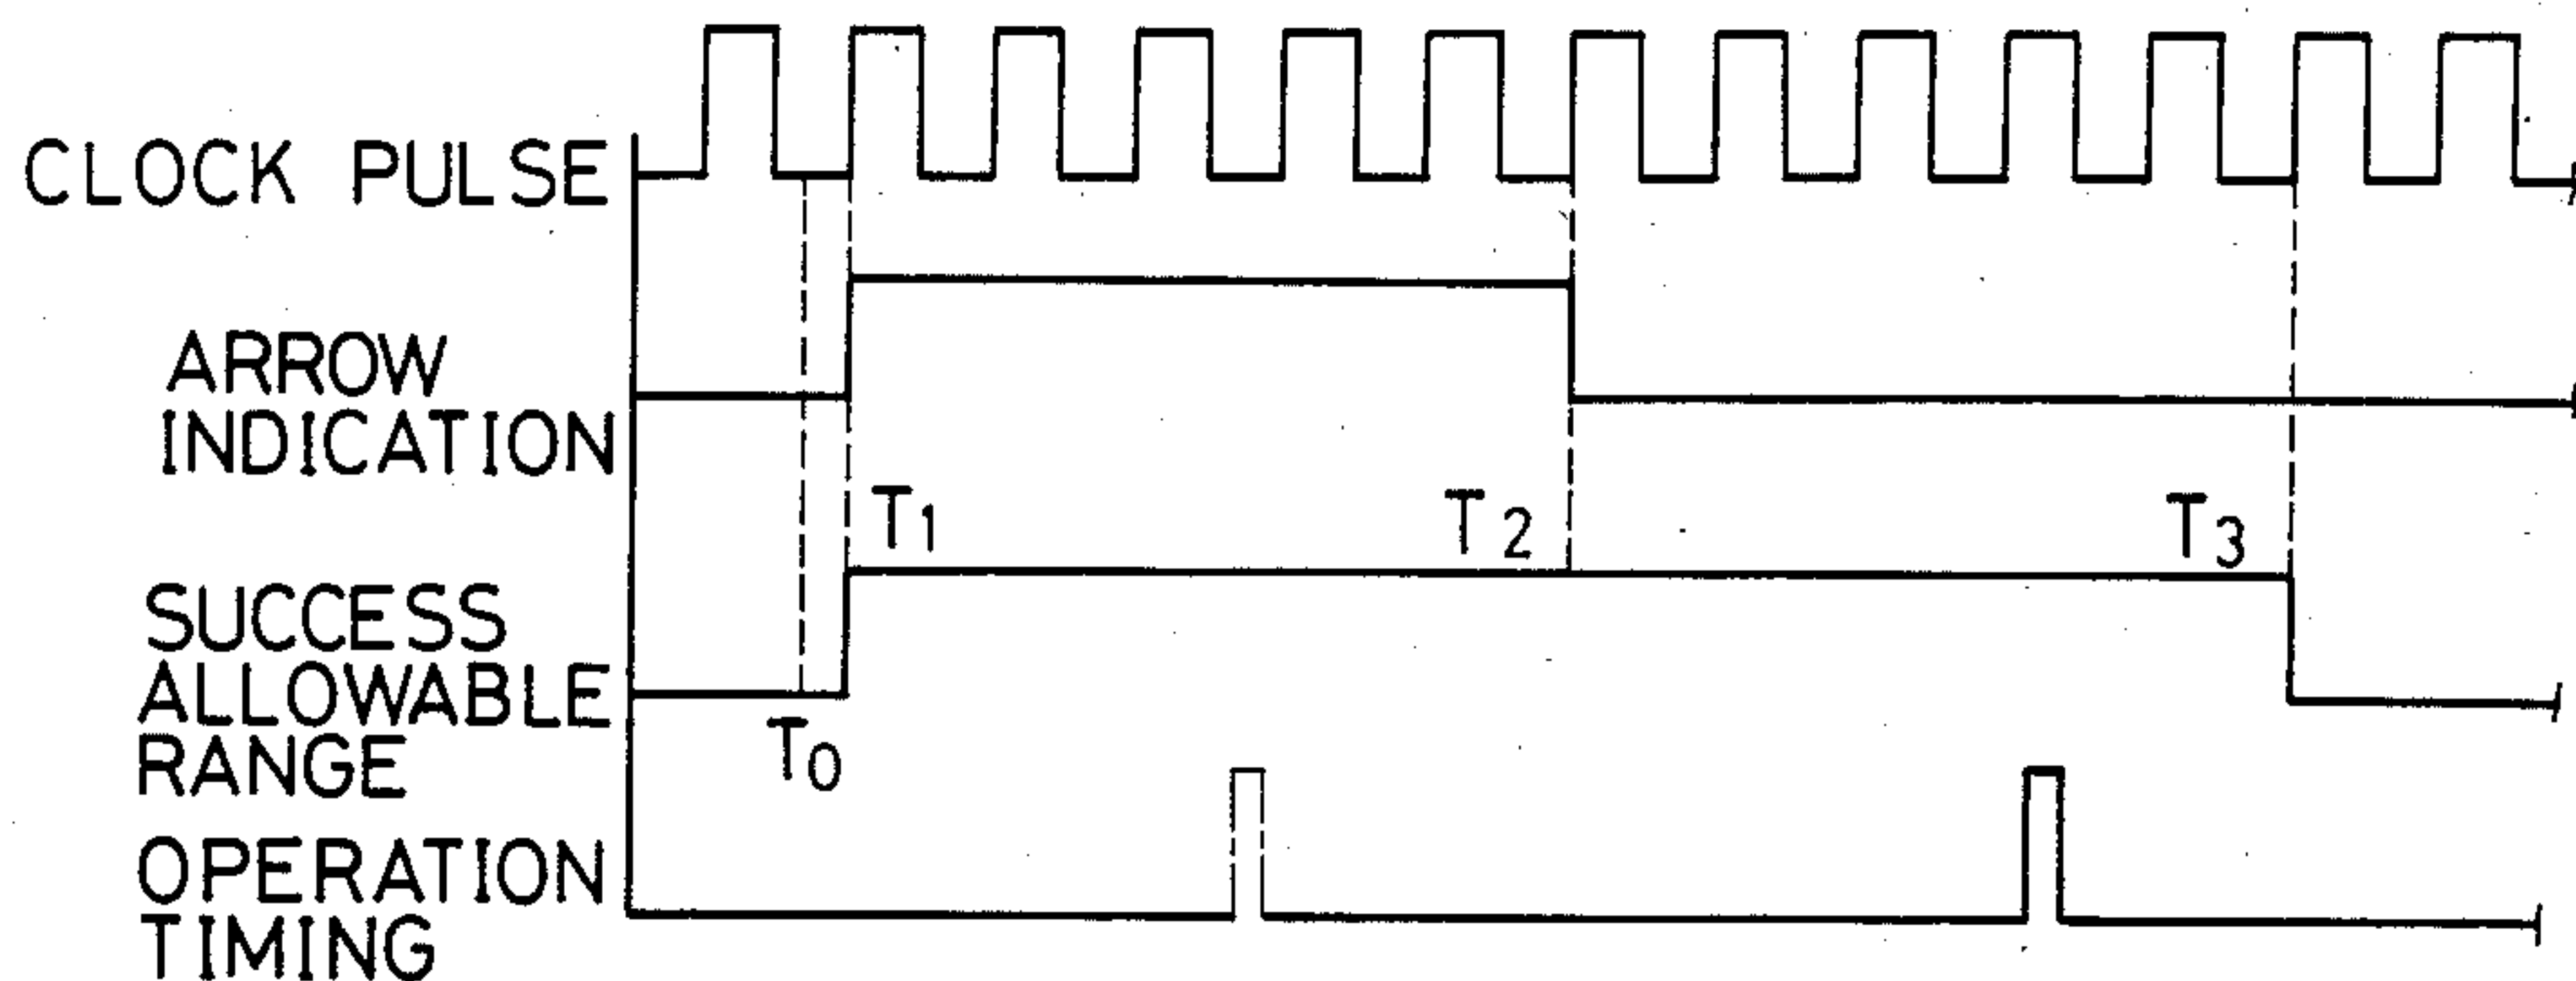 CLOCK PULSE
ARROW
INDICATION
T1
T2
T3
SUCCESS
ALLOWABLE
RANGE
T0
OPERATION
TIMING